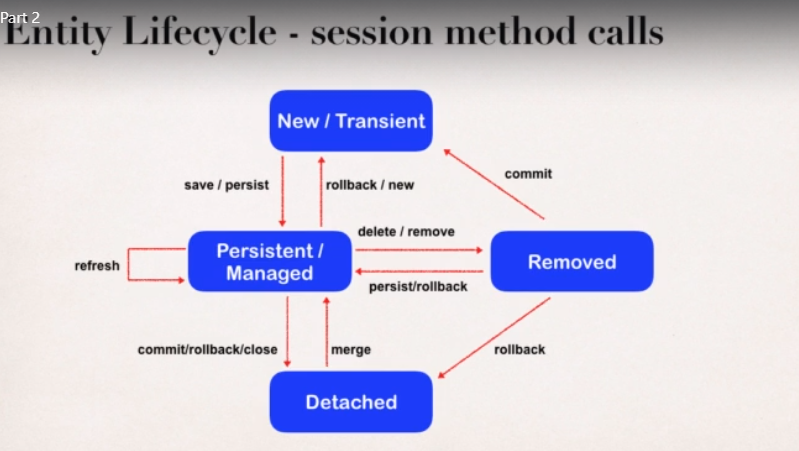 Part 2
Entity Lifecycle - session method calls
New / Transient
save / persist
rollback / new
commit
delete / remove
Persistent /
Managed
Removed
refresh
persist/rollback
commit/rollback/close
merge
rollback
Detached